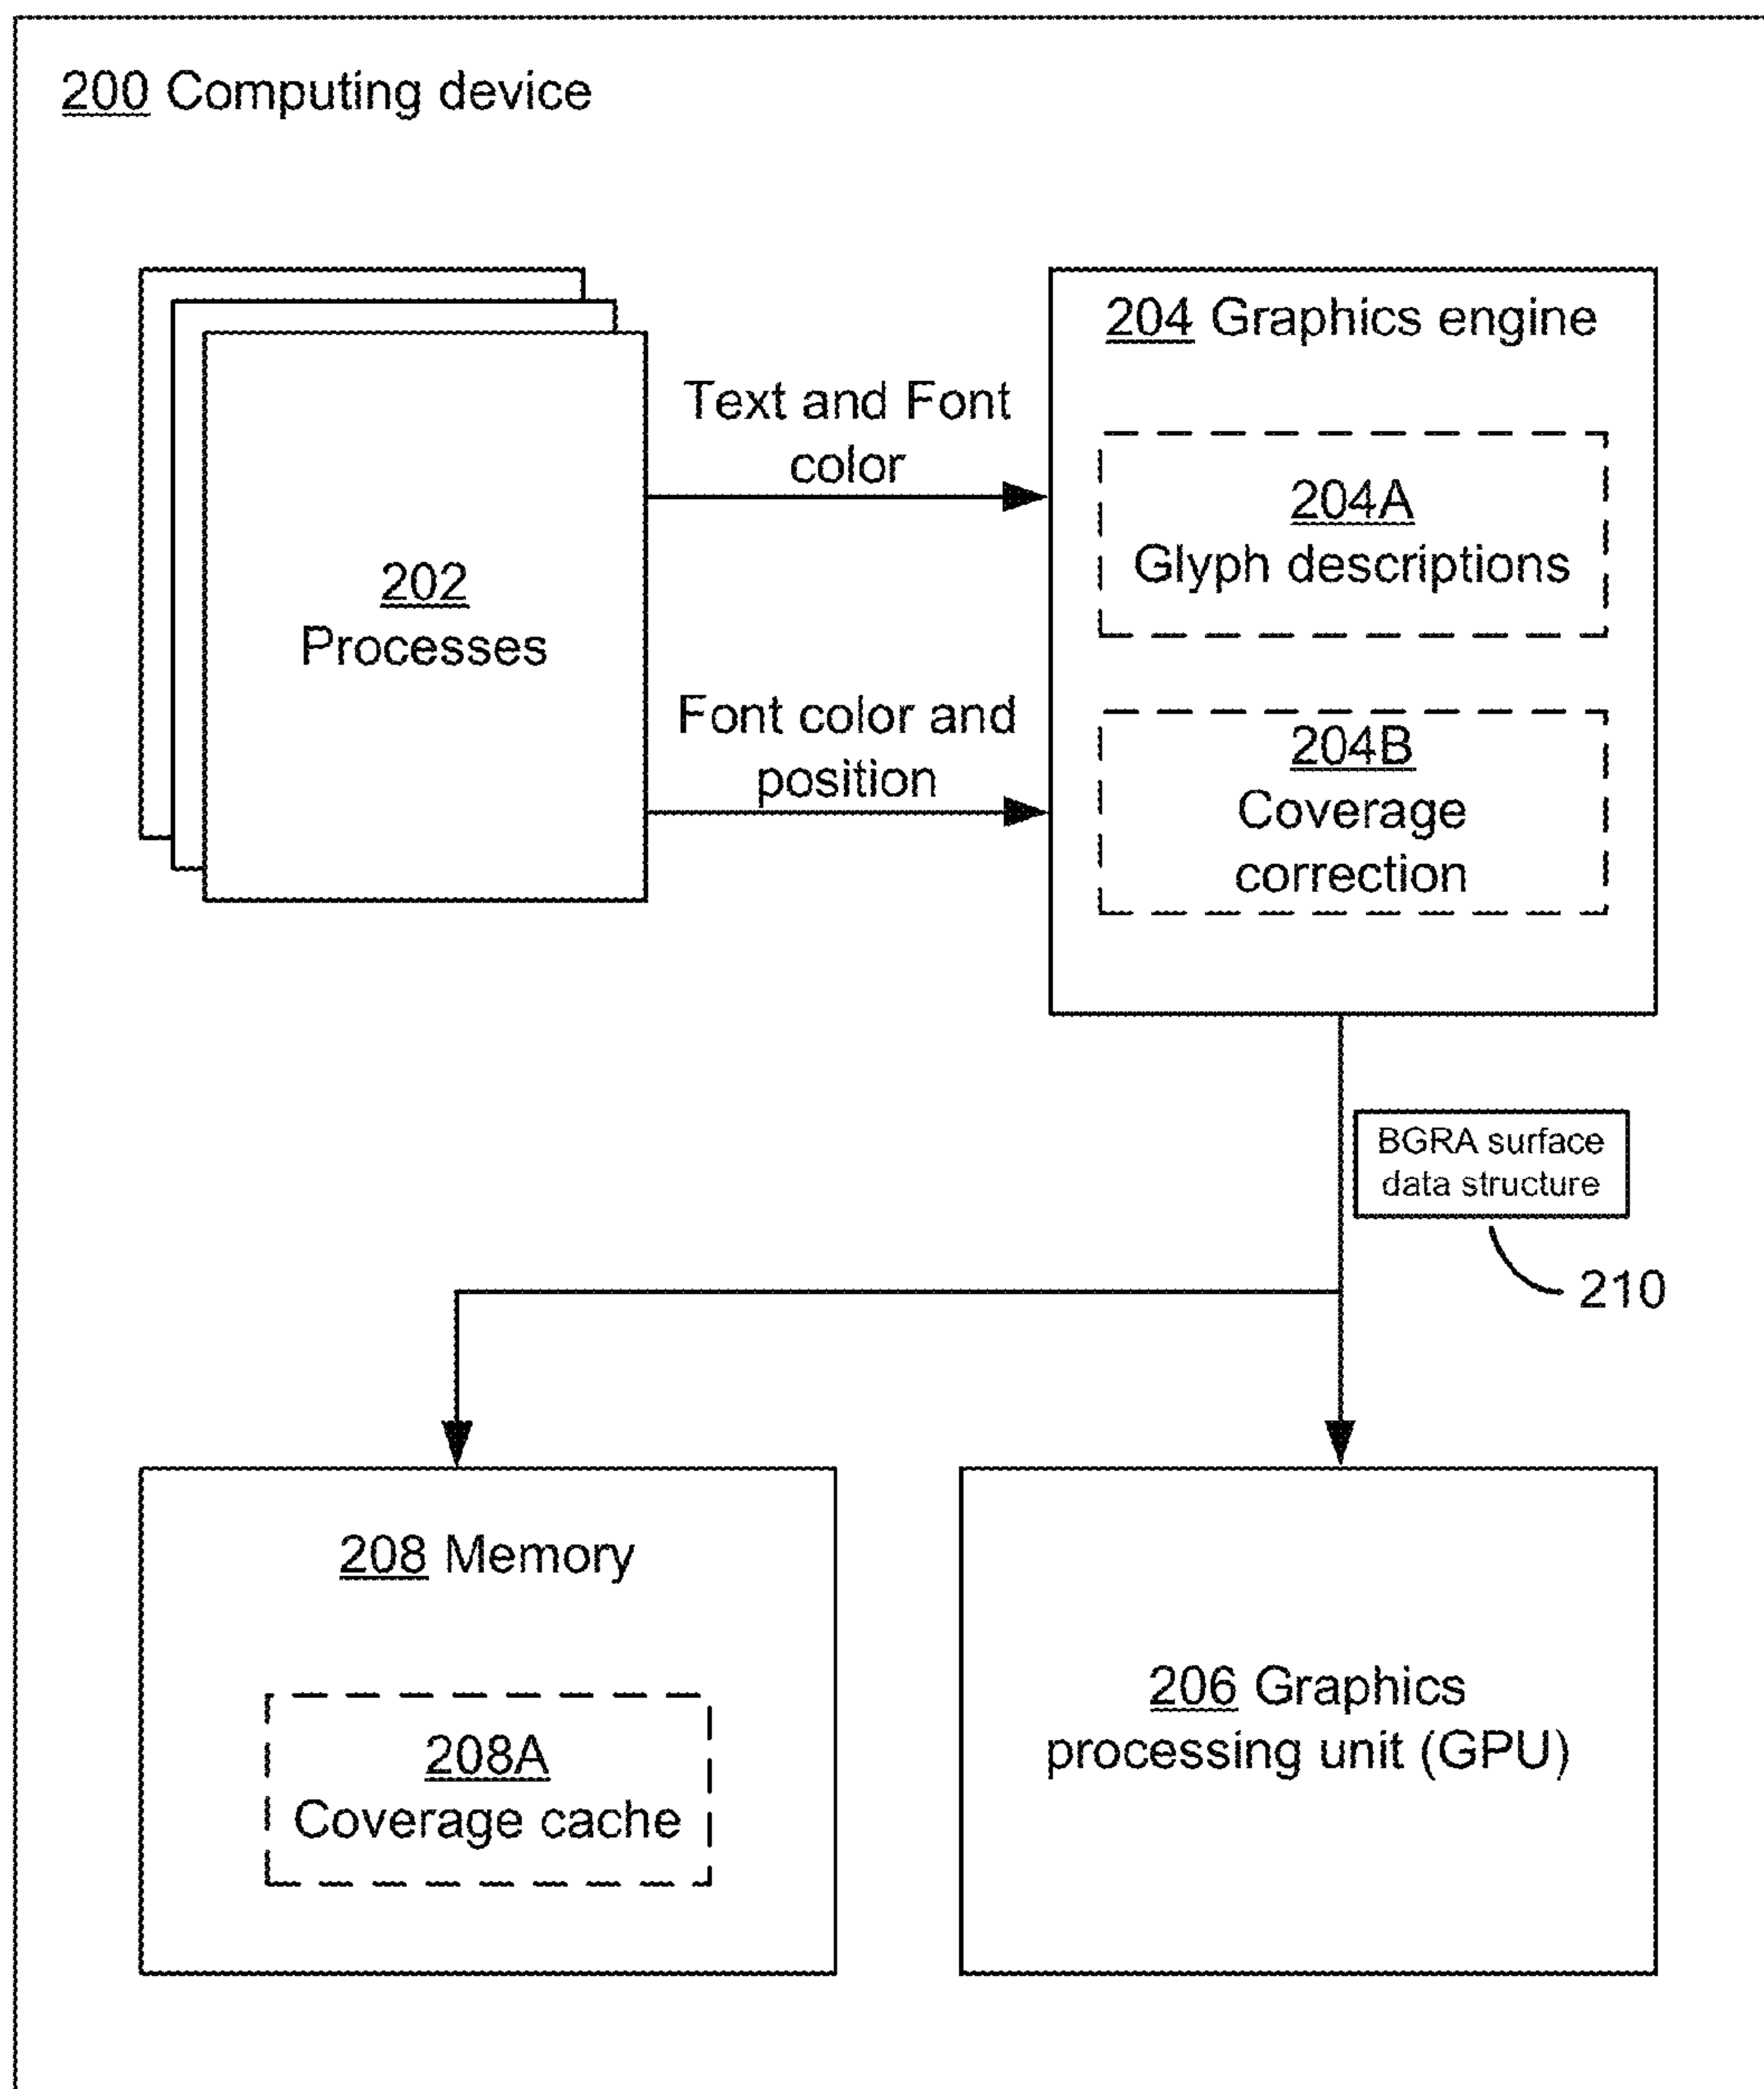 200 Computing device
204 Graphics engine
Text and Font
color
204A
Glyph descriptions
202
Processes
Font color and
position
204B
Coverage
correction
BGRA surface
data structure
210
208 Memory
208A
Coverage cache
206 Graphics
processing unit (GPU)